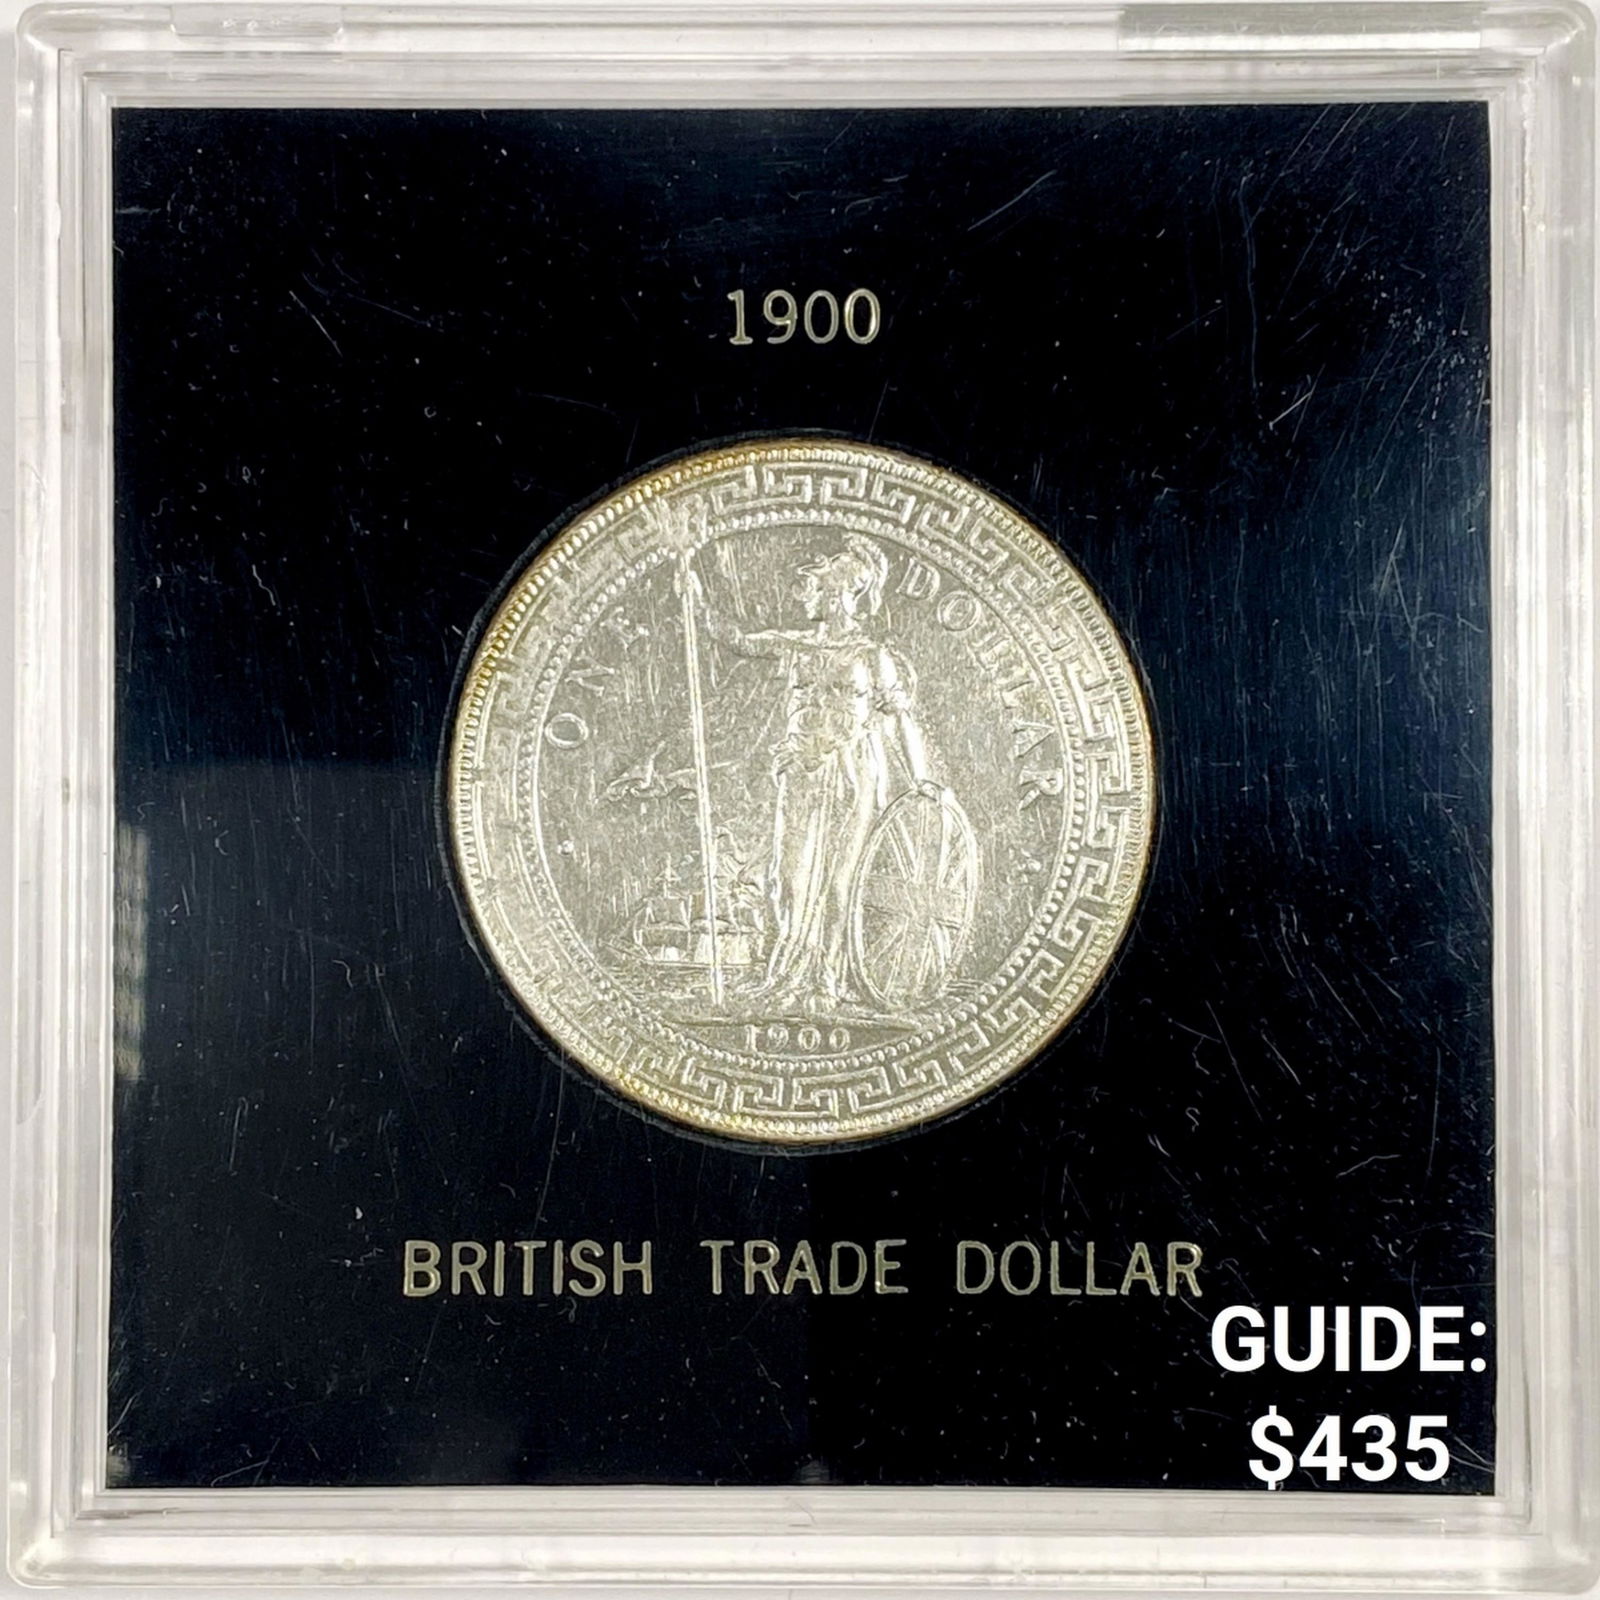 1900
ONE DOLLAR
1900
BRITISH TRADE DOLLAR
GUIDE:
$435